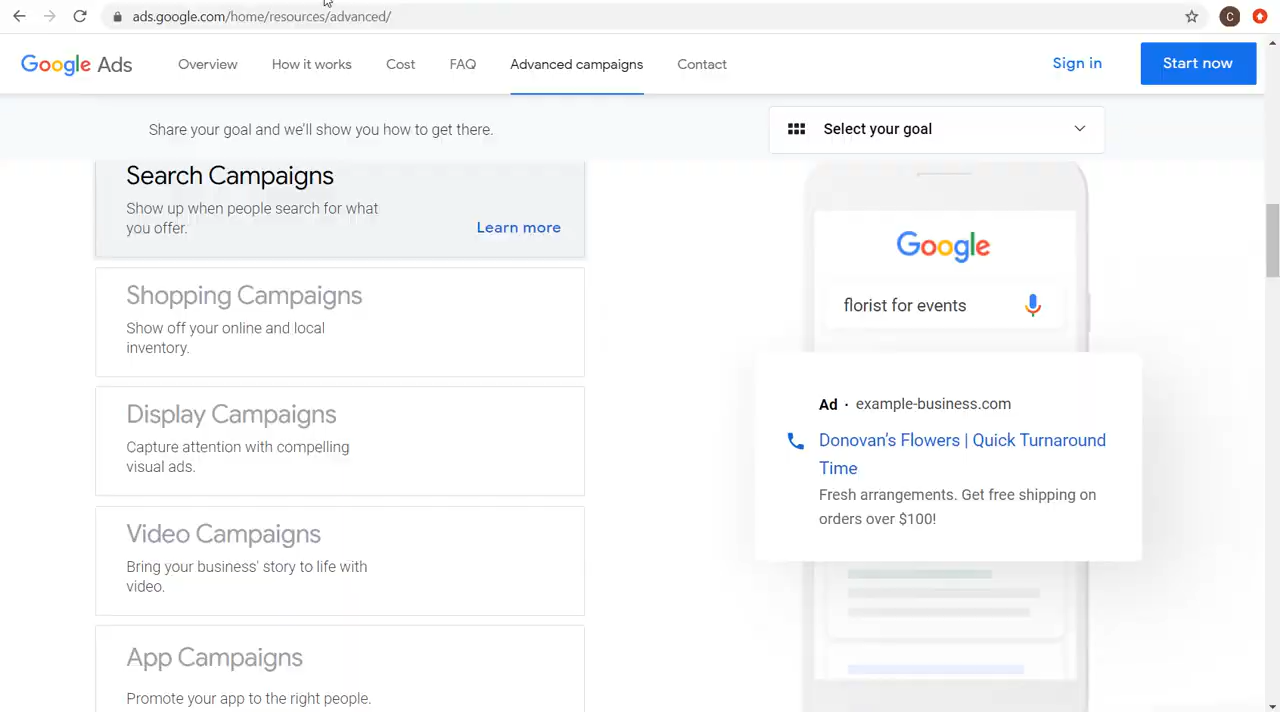 ads.google.com/home/resources/advanced/
C
Google Ads
Overview
How it works
Cost
FAQ
Advanced campaigns
Contact
Sign in
Start now
Share your goal and we'll show you how to get there.
Select your goal
Search Campaigns
Show up when people search for what
you offer.
Learn more
Shopping Campaigns
Show off your online and local
inventory.
Display Campaigns
Capture attention with compelling
visual ads.
Video Campaigns
Bring your business' story to life with
video.
App Campaigns
Promote your app to the right people.
Google
florist for events
Ad · example-business.com
Donovan's Flowers | Quick Turnaround
Time
Fresh arrangements. Get free shipping on
orders over $100!